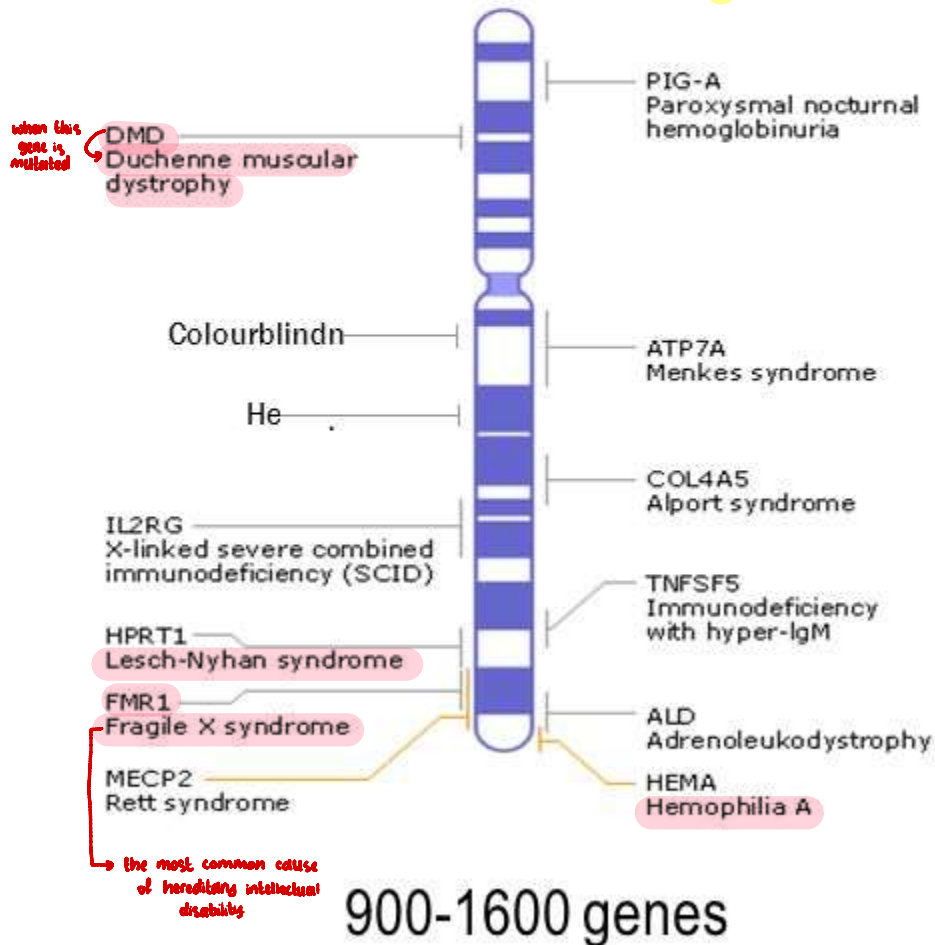 PIG-A
Paroxysmal nocturnal
hemoglobinuria
when this
gene is
mutated
DMD
Duchenne muscular
dystrophy
Colourblindn
ATP7A
Menkes syndrome
He
COL4A5
Alport syndrome
IL2RG
X-linked severe combined
immunodeficiency (SCID)
TNFSF5
Immunodeficiency
with hyper-IgM
HPRT1
Lesch-Nyhan syndrome
FMR1
Fragile X syndrome
ALD
Adrenoleukodystrophy
MECP2
Rett syndrome
HEMA
Hemophilia A
the most common cause
of hereditary intellectual
disability
900-1600 genes